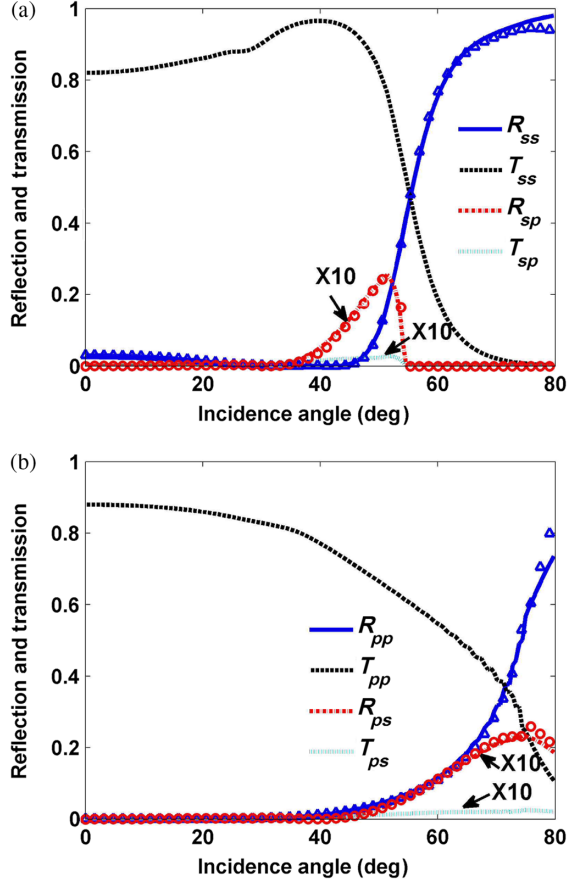 (a)
Reflection and transmission
1
0.8
0.6
0.4
0.2
0
R_ss
T_ss
R_sp
T_sp
X10
X10
0 20 40 60 80
Incidence angle (deg)
(b)
Reflection and transmission
1
0.8
0.6
0.4
0.2
0
R_pp
T_pp
R_ps
T_ps
X10
X10
0 20 40 60 80
Incidence angle (deg)